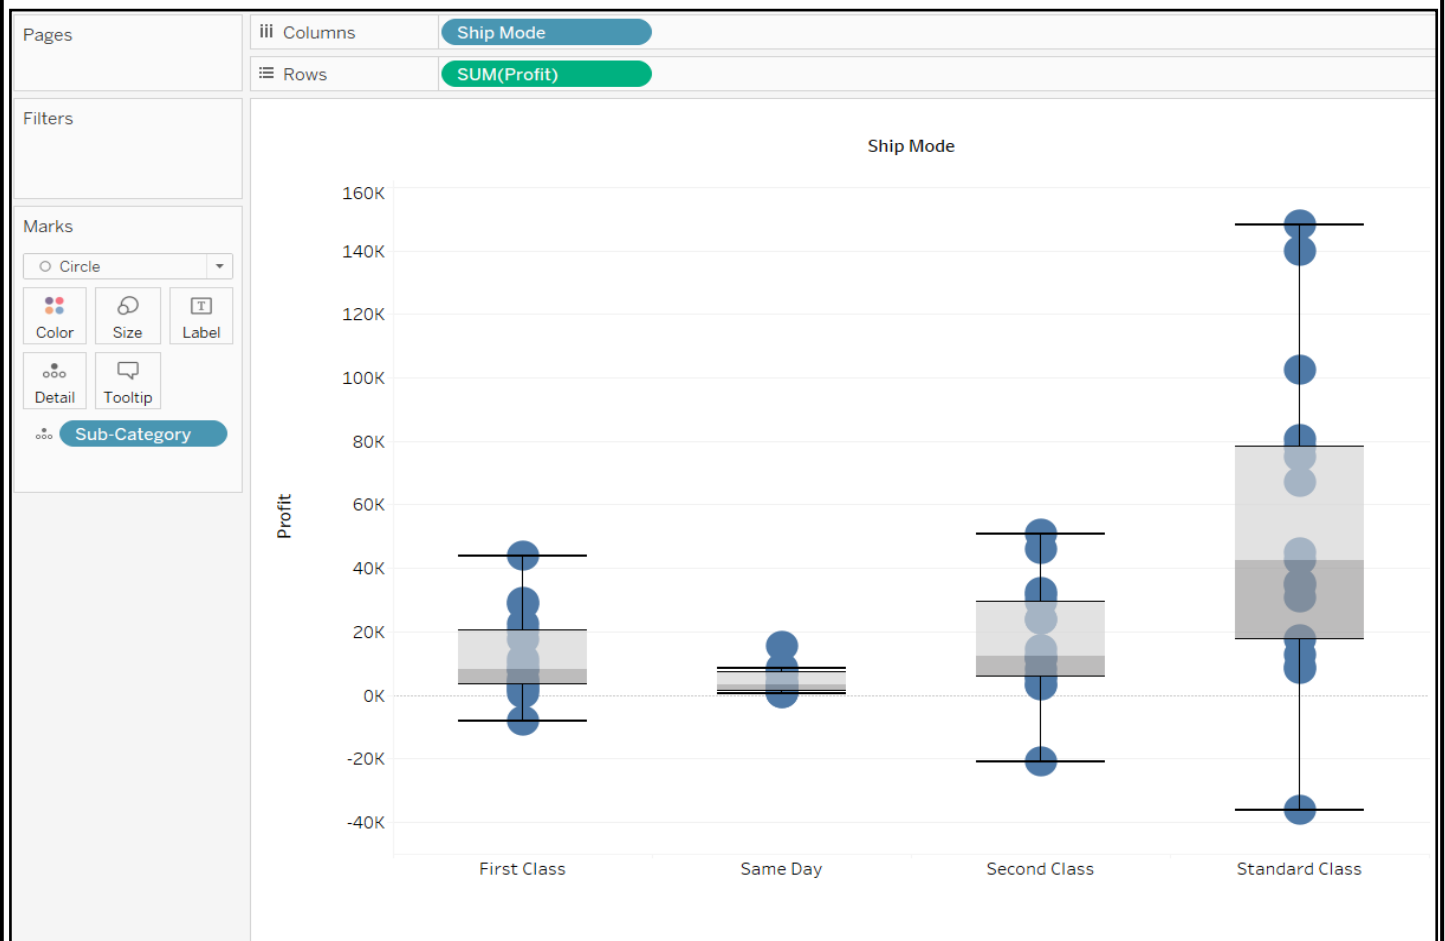 Pages
Columns
Ship Mode
Rows
SUM(Profit)
Filters
Marks
Circle
Color
Size
T
Label
Detail
Tooltip
Sub-Category
Ship Mode
Profit
160K
140K
120K
100K
80K
60K
40K
20K
0K
-20K
-40K
First Class
Same Day
Second Class
Standard Class